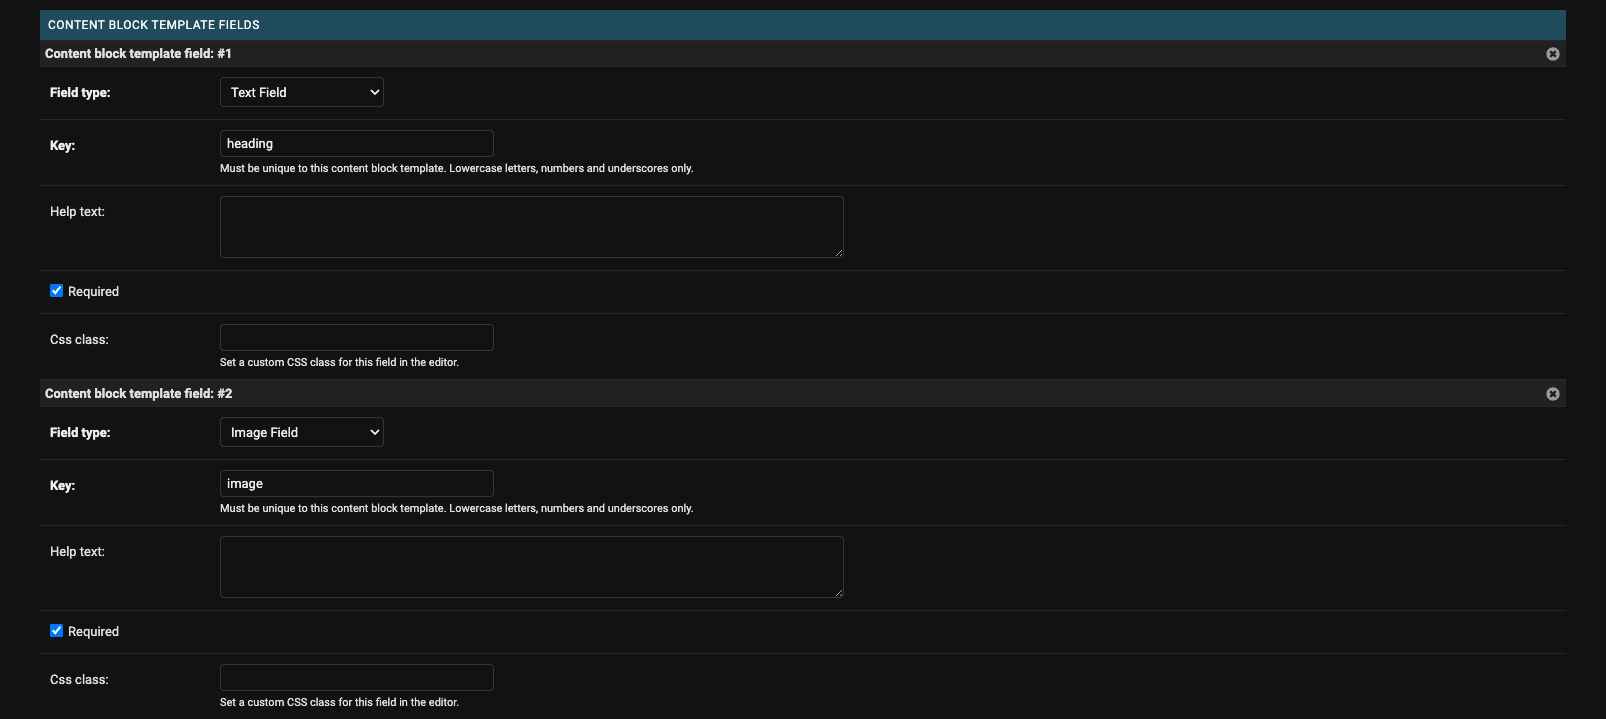 CONTENT BLOCK TEMPLATE FIELDS
Content block template field: #1
Field type: Text Field
Key: heading
Must be unique to this content block template. Lowercase letters, numbers and underscores only.
Help text:
Required
Css class:
Set a custom CSS class for this field in the editor.
Content block template field: #2
Field type: Image Field
Key: image
Must be unique to this content block template. Lowercase letters, numbers and underscores only.
Help text:
Required
Css class:
Set a custom CSS class for this field in the editor.